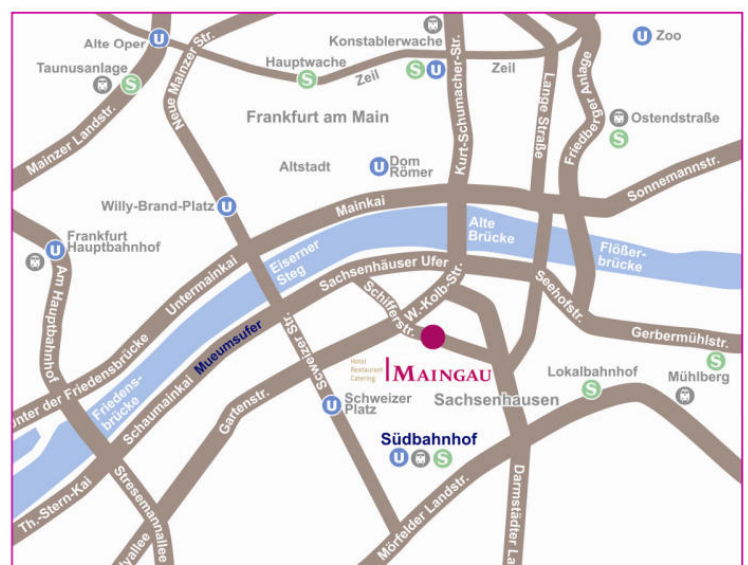 Alte Oper
Taunusanlage
Mainzer Landstr.
Neue Mainzer Str.
Hauptwache
Zeil
Konstablerwache
Zeil
Kurt-Schumacher-Str.
Lange Straße
Friedberger Anlage
Zoo
Ostendstraße
Sonnemannstr.
Frankfurt am Main
Altstadt
Dom
Römer
Willy-Brand-Platz
Mainkai
Frankfurt
Hauptbahnhof
Am Hauptbahnhof
Untermainkai
Eiserner
Steg
Sachsenhäuser Ufer
Alte
Brücke
Flößer-
brücke
Unter der Friedensbrücke
Friedens-
brücke
Schaumainkai
Mueumsufer
Schifferstr.
W.-Kolb-Str.
Seehofstr.
Gerbermühlstr.
Mühlberg
Hotel
Restaurant
Catering
MAINGAU
Lokalbahnhof
Sachsenhausen
Schweizer Str.
Schweizer
Platz
Gartenstr.
Südbahnhof
Th.-Stern-Kai
Stresemannallee
Mörfelder Landstr.
Darmstädter La
U
S
S
S
U
U
U
S
U
U
U
U
S
S
S